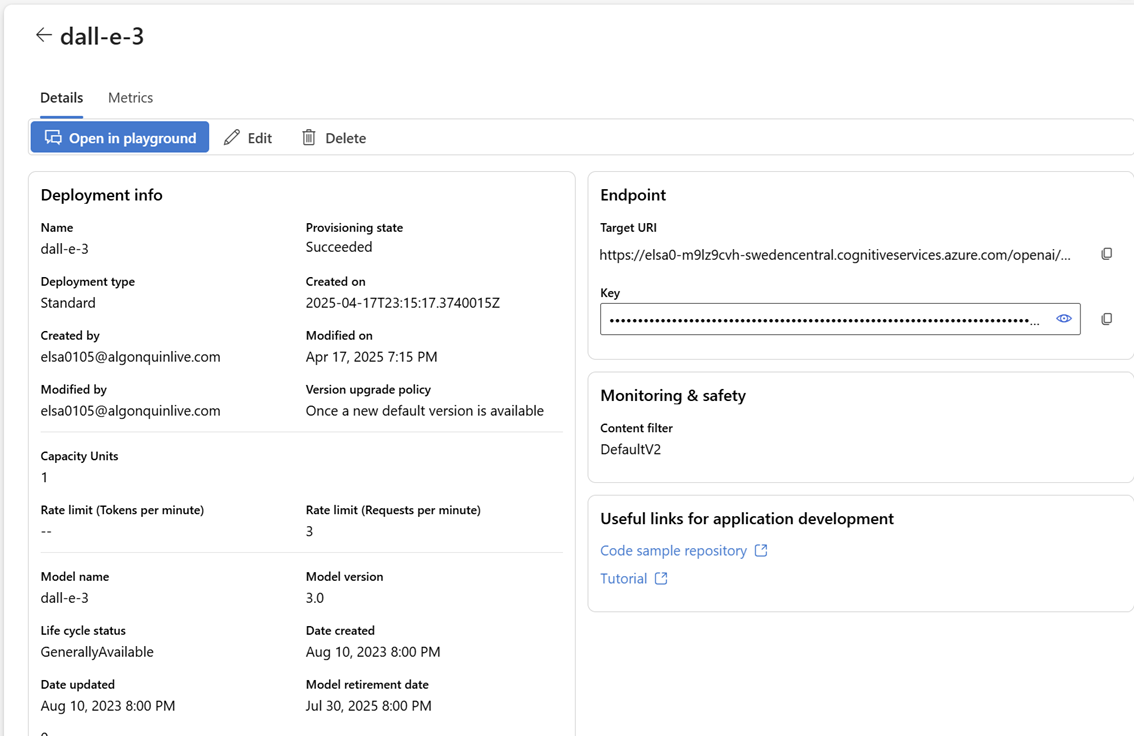 dall-e-3
Details Metrics
Open in playground Edit Delete
Deployment info
Name Provisioning state
dall-e-3 Succeeded
Deployment type Created on
Standard 2025-04-17T23:15:17.3740015Z
Created by Modified on
elsa0105@algonquinlive.com Apr 17, 2025 7:15 PM
Modified by Version upgrade policy
elsa0105@algonquinlive.com Once a new default version is available
Capacity Units
1
Rate limit (Tokens per minute) Rate limit (Requests per minute)
-- 3
Model name Model version
dall-e-3 3.0
Life cycle status Date created
GenerallyAvailable Aug 10, 2023 8:00 PM
Date updated Model retirement date
Aug 10, 2023 8:00 PM Jul 30, 2025 8:00 PM
Endpoint
Target URI
https://elsa0-m9lz9cvh-swedencentral.cognitiveservices.azure.com/openai/...
Key
Monitoring & safety
Content filter
DefaultV2
Useful links for application development
Code sample repository
Tutorial